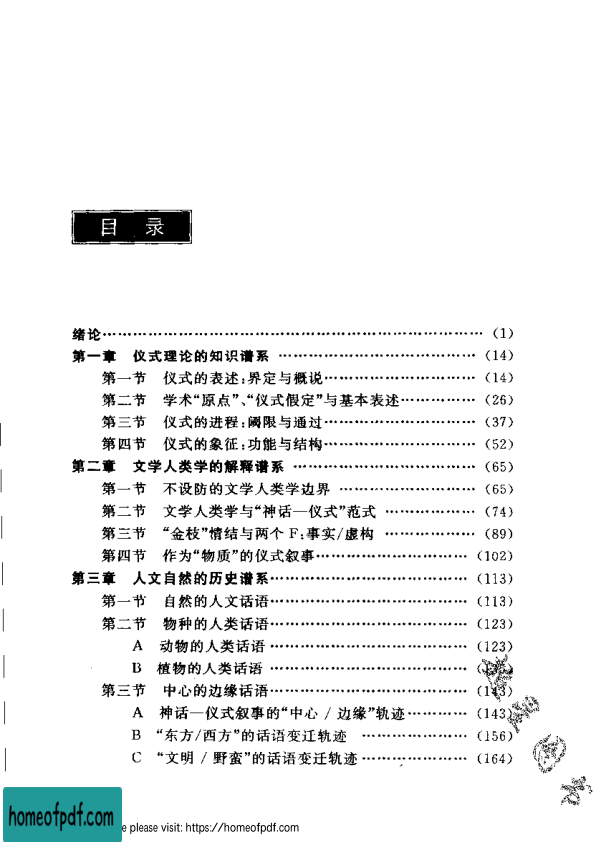 目 录
绪论……………………………………………………… (1)
第一章 仪式理论的知识谱系 …………………………… (14)
第一节 仪式的表述:界定与概说…………………… (14)
第二节 学术“原点”、“仪式假定”与基本表述………… (26)
第三节 仪式的进程:阈限与通过…………………… (37)
第四节 仪式的象征:功能与结构…………………… (52)
第二章 文学人类学的解释谱系 ………………………… (65)
第一节 不设防的文学人类学边界 ………………… (65)
第二节 文学人类学与“神话—仪式”范式 …………… (74)
第三节 “金枝”情结与两个 F:事实/虚构 …………… (89)
第四节 作为“物质”的仪式叙事…………………… (102)
第三章 人文自然的历史谱系…………………………… (113)
第一节 自然的人文话语…………………………… (113)
第二节 物种的人类话语…………………………… (123)
A 动物的人类话语………………………… (123)
B 植物的人类话语 …………………………
第三节 中心的边缘话语…………………………… (143)
A 神话—仪式叙事的“中心 / 边缘”轨迹………… (143)
B “东方/西方”的话语变迁轨迹 ……………… (156)
C “文明 / 野蛮”的话语变迁轨迹……………… (164)
homeofpdf.com
e please visit: https://homeofpdf.com